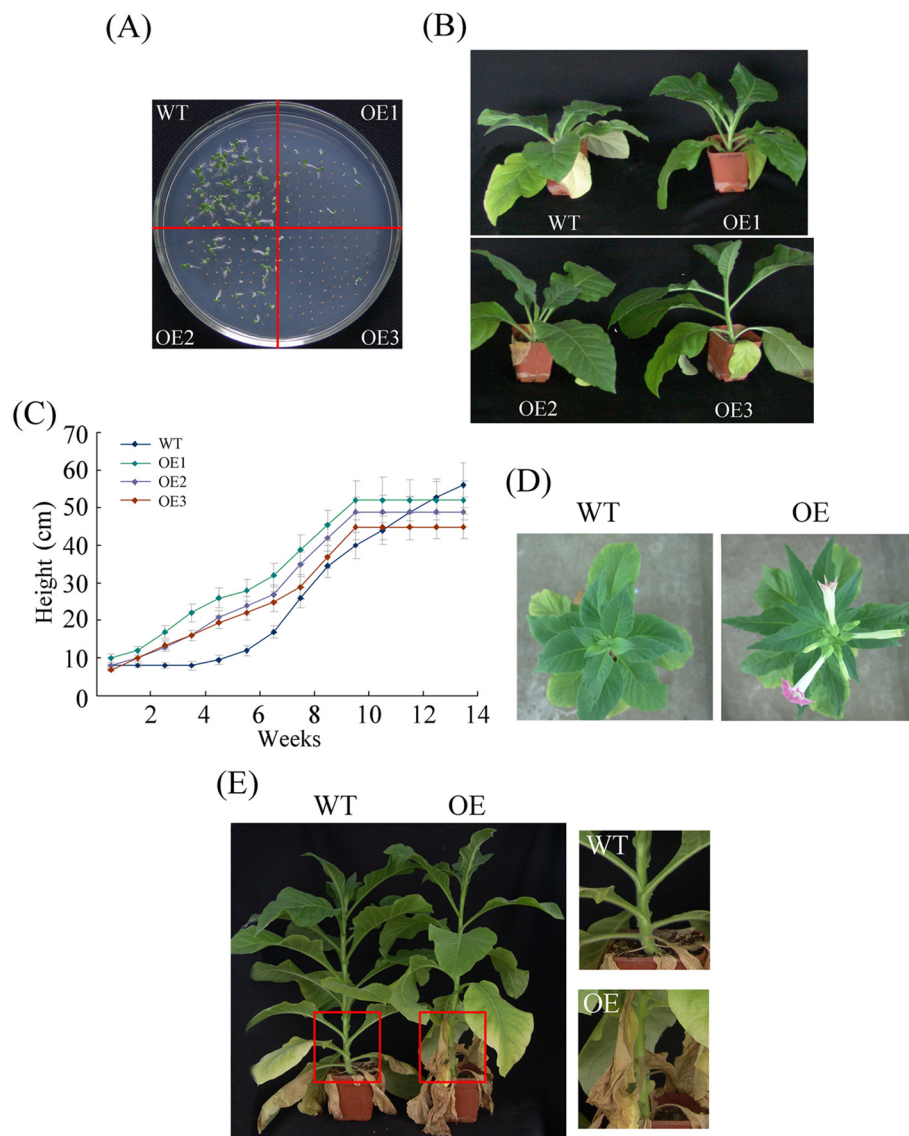 (A)
WT
OE1
OE2
OE3
(B)
WT
OE1
OE2
OE3
(C)
70
60
50
40
30
20
10
0
Height (cm)
WT
OE1
OE2
OE3
2 4 6 8 10 12 14
Weeks
(D)
WT OE
(E)
WT OE
WT
OE